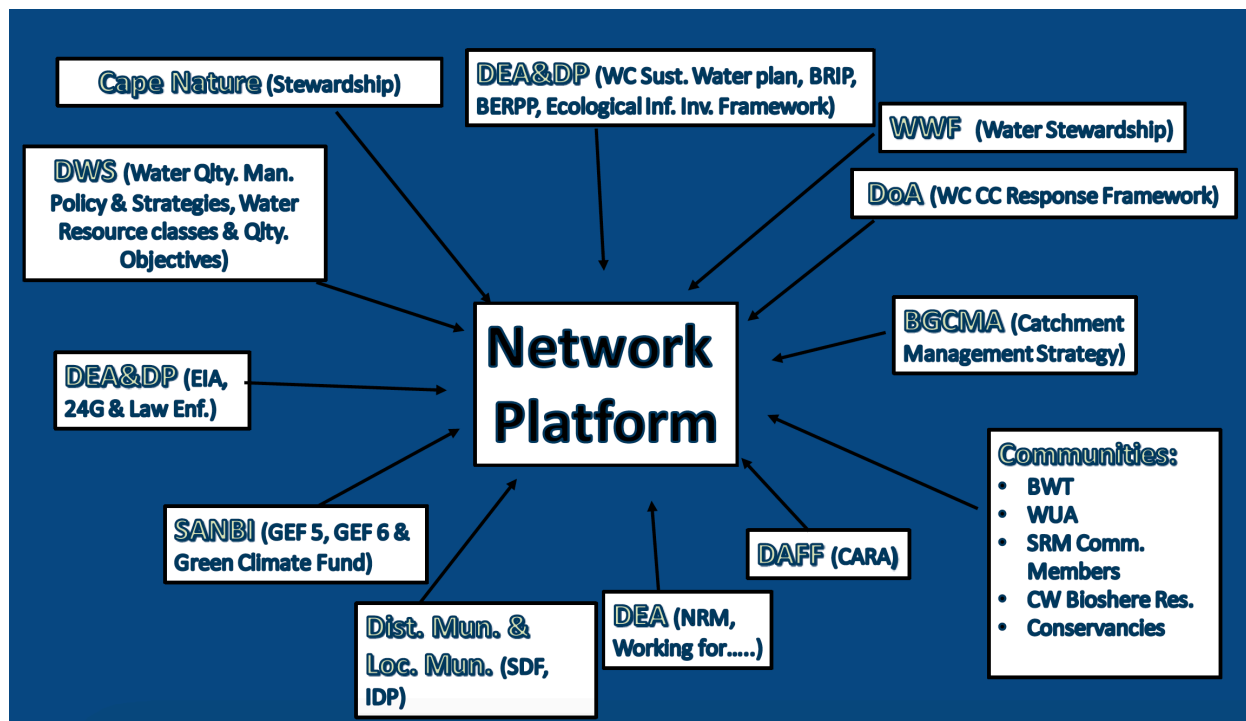 Cape Nature (Stewardship)
DEA&DP (WC Sust. Water plan, BRIP,
BERPP, Ecological Inf. Inv. Framework)
WWF (Water Stewardship)
DWS (Water Qlty. Man.
Policy & Strategies, Water
Resource classes & Qlty.
Objectives)
DoA (WC CC Response Framework)
Network
Platform
BGCMA (Catchment
Management Strategy)
DEA&DP (EIA,
24G & Law Enf.)
Communities:
• BWT
• WUA
• SRM Comm.
Members
• CW Bioshere Res.
• Conservancies
SANBI (GEF 5, GEF 6 &
Green Climate Fund)
DAFF (CARA)
Dist. Mun. &
Loc. Mun. (SDF,
IDP)
DEA (NRM,
Working for…..)